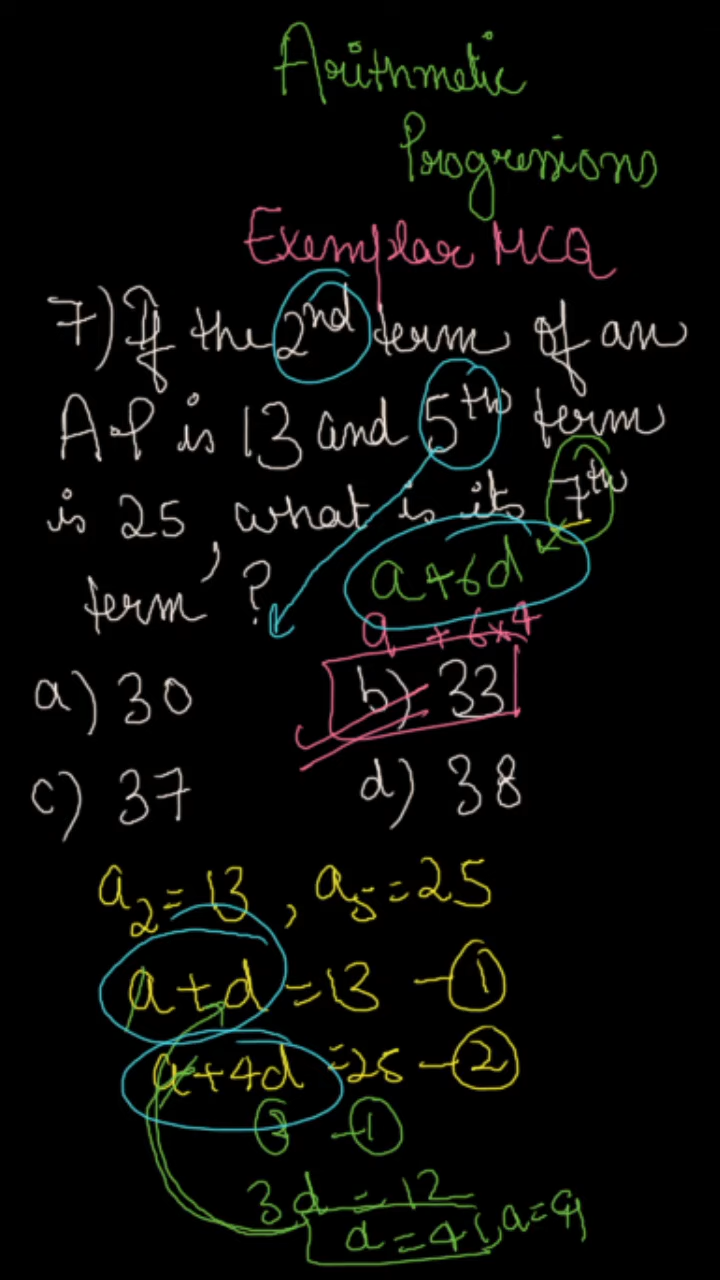 Arithmetic
Progressions
Exemplar MCQ
7) If the 2nd term of an
AP is 13 and 5th term
is 25, what is its 7th
term ?
a+6d
9 + 6×4
a) 30
b) 33
c) 37
d) 38
a2 = 13, a5 = 25
a+d = 13 - ①
a+4d = 25 - ②
② - ①
3d = 12
d = 4, a = 9